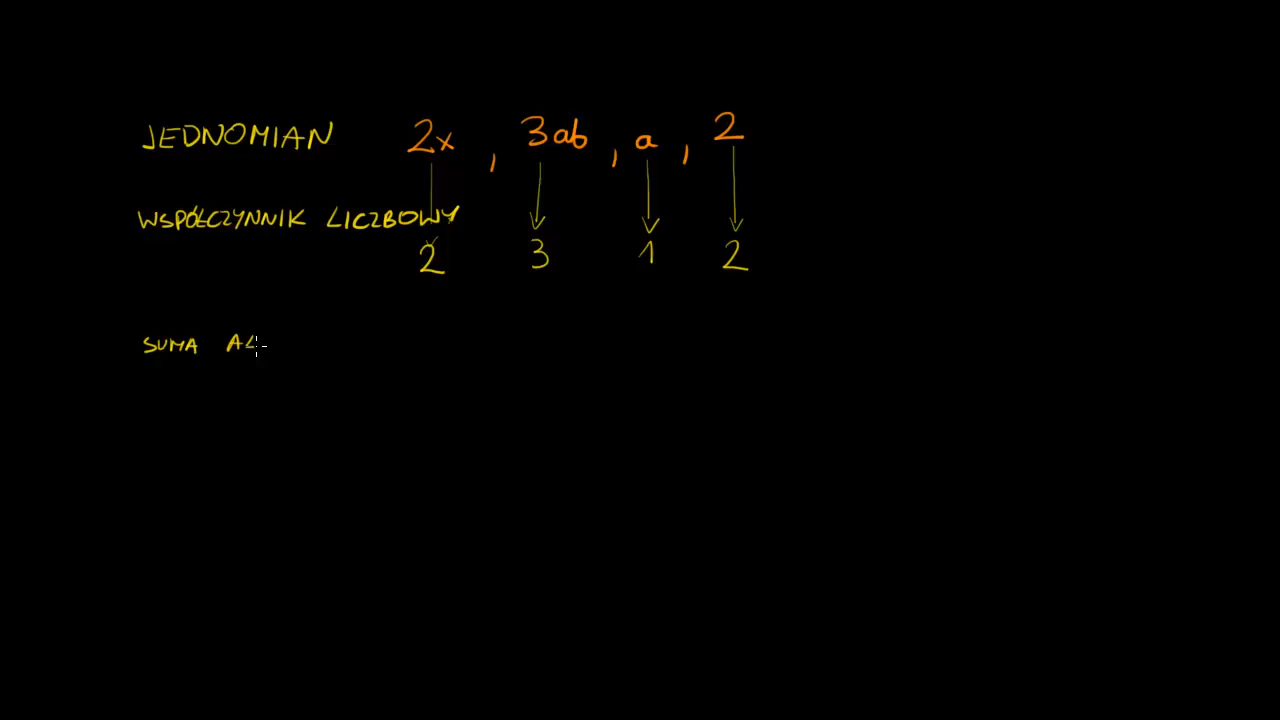 JEDNOMIAN 2x , 3ab , a , 2
WSPÓŁCZYNNIK LICZBOWY
2 3 1 2
SUMA